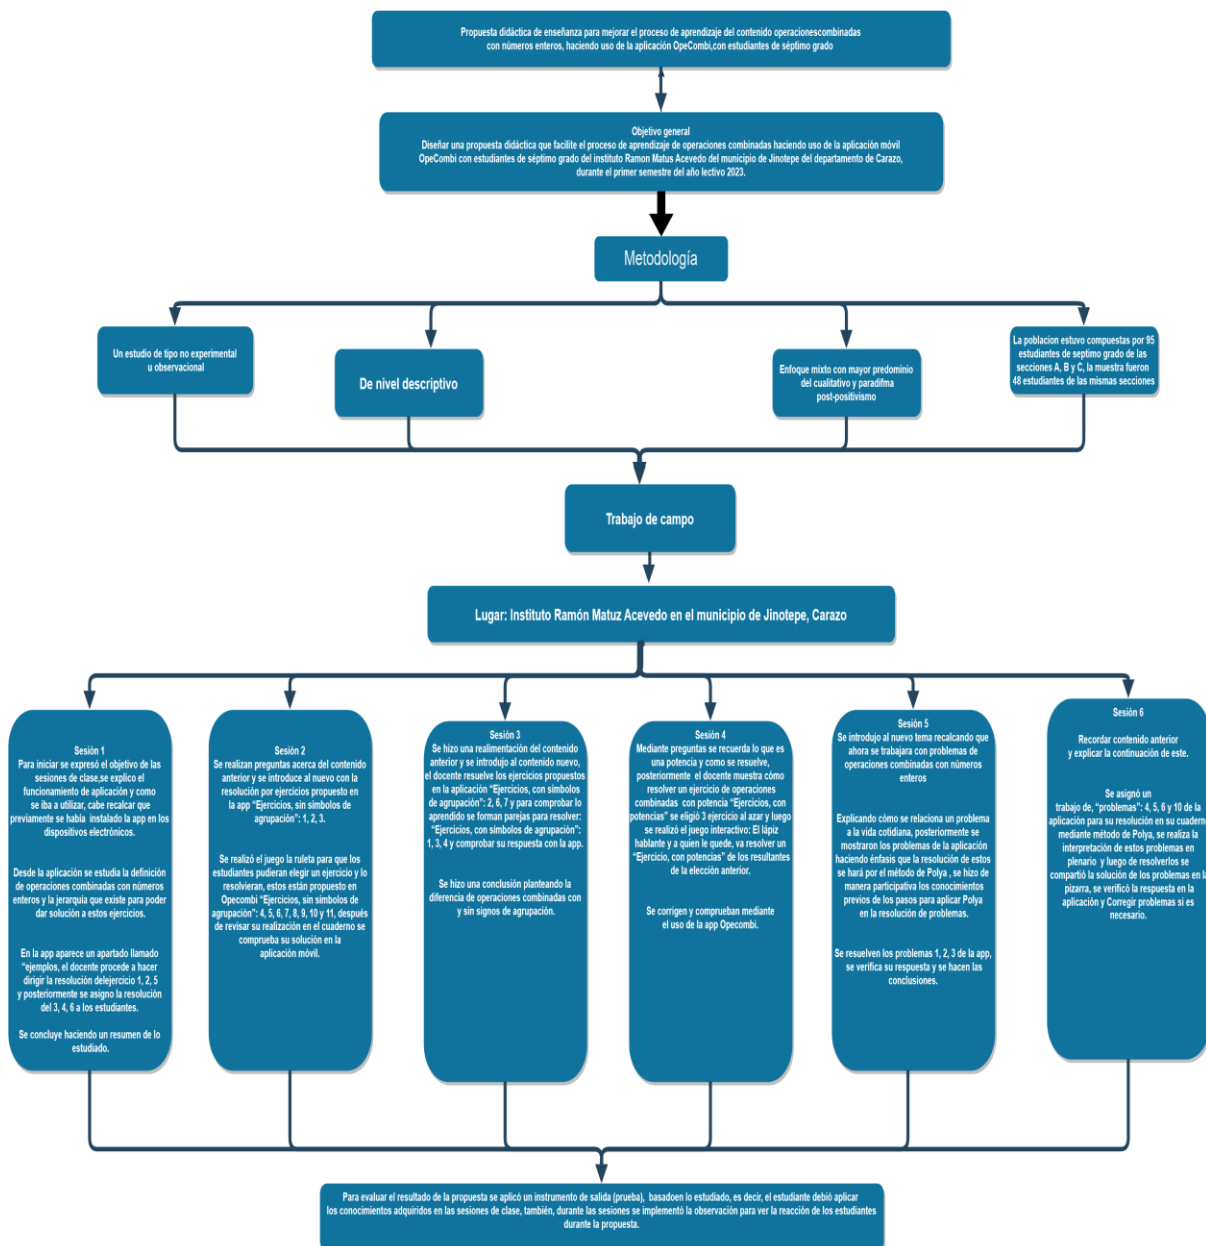 Propuesta didáctica de enseñanza para mejorar el proceso de aprendizaje del contenido operacionescombinadas
con números enteros, haciendo uso de la aplicación OpeCombi,con estudiantes de séptimo grado
Objetivo general
Diseñar una propuesta didáctica que facilite el proceso de aprendizaje de operaciones combinadas haciendo uso de la aplicación móvil
OpeCombi con estudiantes de séptimo grado del instituto Ramon Matus Acevedo del municipio de Jinotepe del departamento de Carazo,
durante el primer semestre del año lectivo 2023.
Metodología
Un estudio de tipo no experimental
u observacional
De nivel descriptivo
Enfoque mixto con mayor predominio
del cualitativo y paradifma
post-positivismo
La poblacion estuvo compuestas por 95
estudiantes de septimo grado de las
secciones A, B y C, la muestra fueron
48 estudiantes de las mismas secciones
Trabajo de campo
Lugar: Instituto Ramón Matuz Acevedo en el municipio de Jinotepe, Carazo
Sesión 1
Para iniciar se expresó el objetivo de las
sesiones de clase,se explico el
funcionamiento de aplicación y como
se iba a utilizar, cabe recalcar que
previamente se había  instalado la app en los
dispositivos electrónicos.
Desde la aplicación se estudia la definición
de operaciones combinadas con números
enteros y la jerarquía que existe para poder
dar solución a estos ejercicios.
En la app aparece un apartado llamado
"ejemplos, el docente procede a hacer
dirigir la resolución delejercicio 1, 2, 5
y posteriormente se asigno la resolución
del 3, 4, 6 a los estudiantes.
Se concluye haciendo un resumen de lo
estudiado.
Sesión 2
Se realizan preguntas acerca del contenido
anterior y se introduce al nuevo con la
resolución por ejercicios propuesto en
la app "Ejercicios, sin símbolos de
agrupación": 1, 2, 3.
Se realizó el juego la ruleta para que los
estudiantes pudieran elegir un ejercicio y lo
resolvieran, estos están propuesto en
Opecombi "Ejercicios, sin símbolos de
agrupación": 4, 5, 6, 7, 8, 9, 10 y 11, después
de revisar su realización en el cuaderno se
comprueba su solución en la
aplicación móvil.
Sesión 3
Se hizo una realimentación del contenido
anterior y se introdujo al contenido nuevo,
el docente resuelve los ejercicios propuestos
en la aplicación "Ejercicios, con símbolos de
agrupación": 2, 6, 7 y para comprobar lo
aprendido se forman parejas para resolver:
"Ejercicios, con símbolos de agrupación":
1, 3, 4 y comprobar su respuesta con la app.
Se hizo una conclusión planteando la
diferencia de operaciones combinadas con
y sin signos de agrupación.
Sesión 4
Mediante preguntas se recuerda lo que es
una potencia y como se resuelve,
posteriormente  el docente muestra cómo
resolver un ejercicio de operaciones
combinadas  con potencia "Ejercicios, con
potencias" se eligió 3 ejercicio al azar y luego
se realizó el juego interactivo: El lápiz
hablante y a quien le quede, va resolver un
"Ejercicio, con potencias" de los resultantes
de la elección anterior.
Se corrigen y comprueban mediante
el uso de la app Opecombi.
Sesión 5
Se introdujo al nuevo tema recalcando que
ahora se trabajara con problemas de
operaciones combinadas con números
enteros
Explicando cómo se relaciona un problema
a la vida cotidiana, posteriormente se
mostraron los problemas de la aplicación
haciendo énfasis que la resolución de estos
se hará por el método de Polya , se hizo de
manera participativa los conocimientos
previos de los pasos para aplicar Polya
en la resolución de problemas.
Se resuelven los problemas 1, 2, 3 de la app,
se verifica su respuesta y se hacen las
conclusiones.
Sesión 6
Recordar contenido anterior
y explicar la continuación de este.
Se asignó un
trabajo de, "problemas": 4, 5, 6 y 10 de la
aplicación para su resolución en su cuaderno
mediante método de Polya, se realiza la
interpretación de estos problemas en
plenario  y luego de resolverlos se
compartió la solución de los problemas en la
pizarra, se verificó la respuesta en la
aplicación y Corregir problemas si es
necesario.
Para evaluar el resultado de la propuesta se aplicó un instrumento de salida (prueba),  basadoen lo estudiado, es decir, el estudiante debió aplicar
los conocimientos adquiridos en las sesiones de clase, también, durante las sesiones se implementó la observación para ver la reacción de los estudiantes
durante la propuesta.